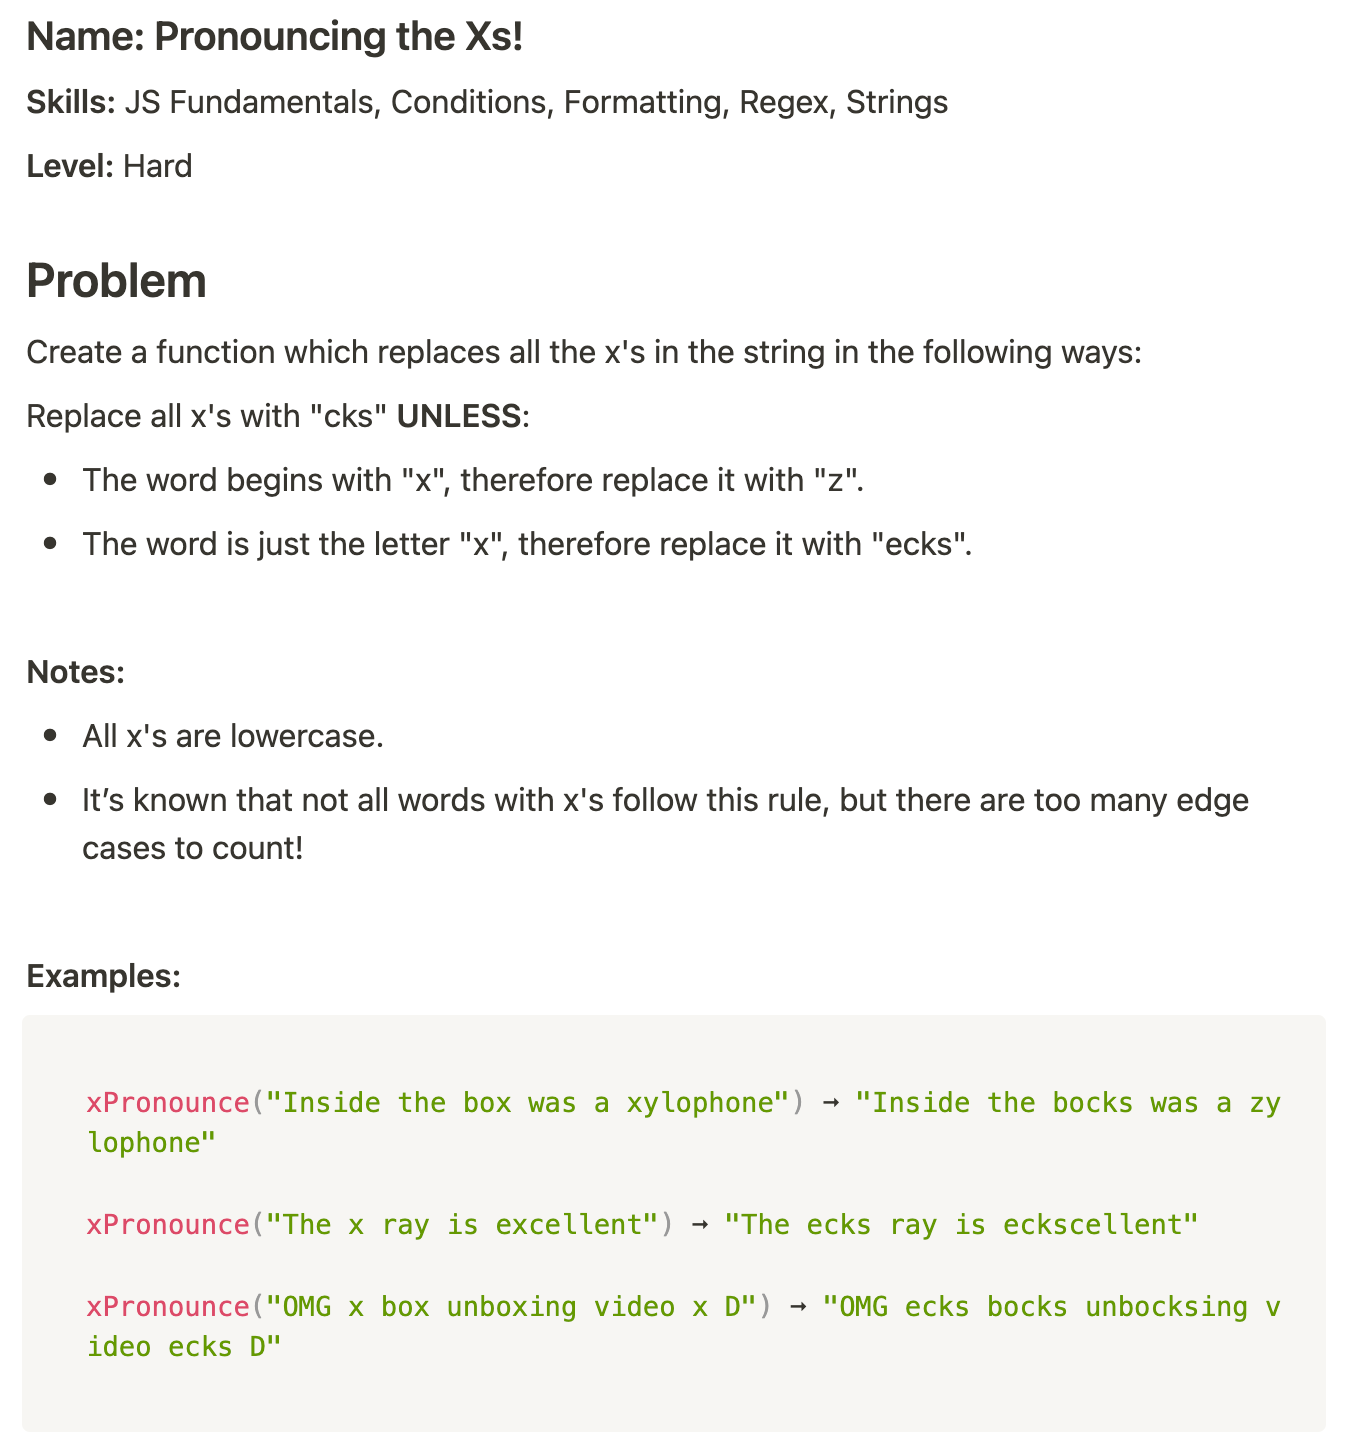 Name: Pronouncing the Xs!
Skills: JS Fundamentals, Conditions, Formatting, Regex, Strings
Level: Hard
Problem
Create a function which replaces all the x's in the string in the following ways:
Replace all x's with "cks" UNLESS:
• The word begins with "x", therefore replace it with "z".
• The word is just the letter "x", therefore replace it with "ecks".
Notes:
• All x's are lowercase.
• It’s known that not all words with x's follow this rule, but there are too many edge
cases to count!
Examples:
xPronounce("Inside the box was a xylophone") → "Inside the bocks was a zy
lophone"
xPronounce("The x ray is excellent") → "The ecks ray is eckscellent"
xPronounce("OMG x box unboxing video x D") → "OMG ecks bocks unbocksing v
ideo ecks D"